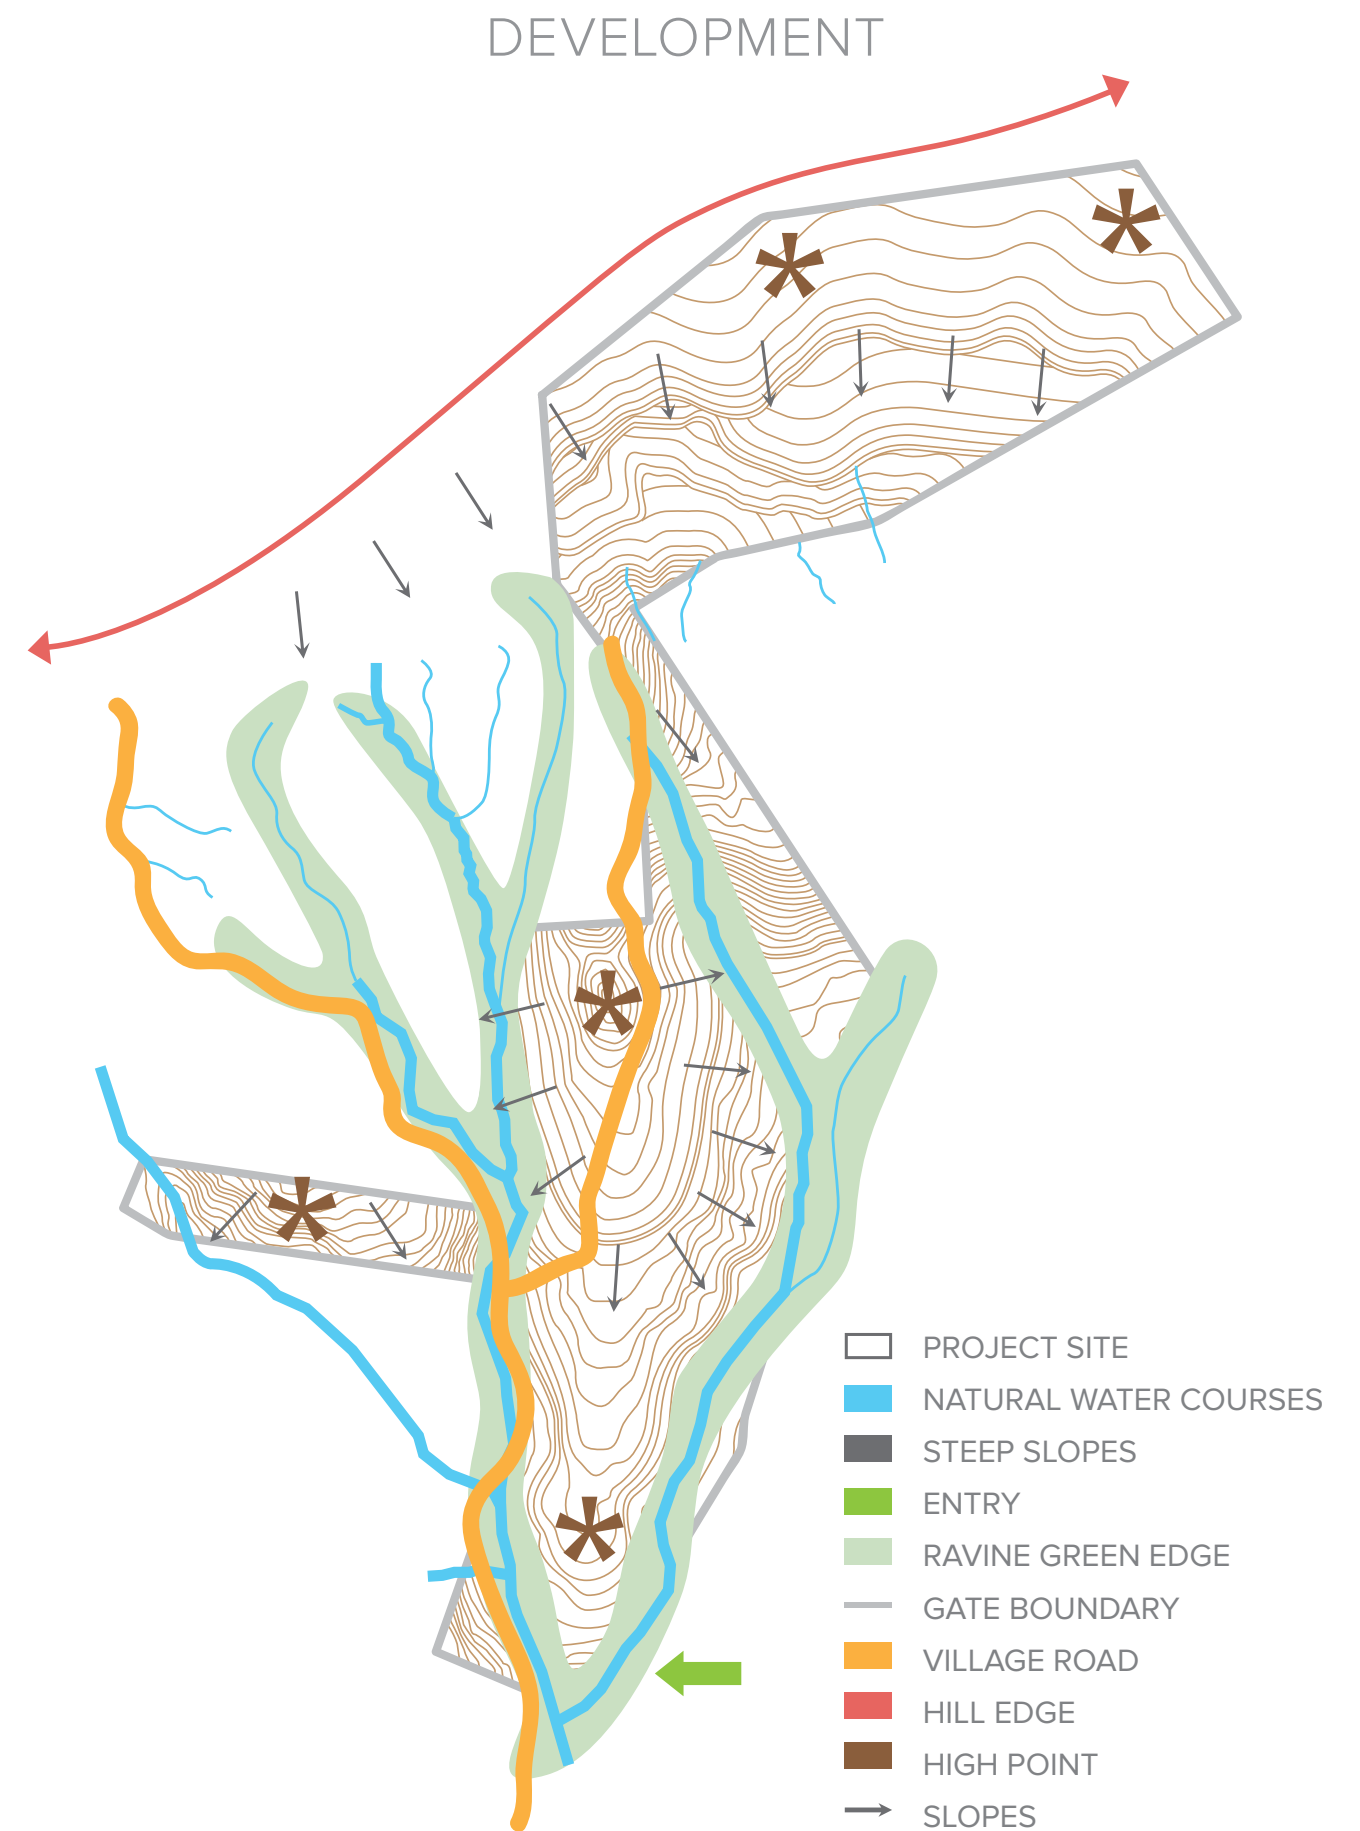 DEVELOPMENT
PROJECT SITE
NATURAL WATER COURSES
STEEP SLOPES
ENTRY
RAVINE GREEN EDGE
GATE BOUNDARY
VILLAGE ROAD
HILL EDGE
HIGH POINT
SLOPES